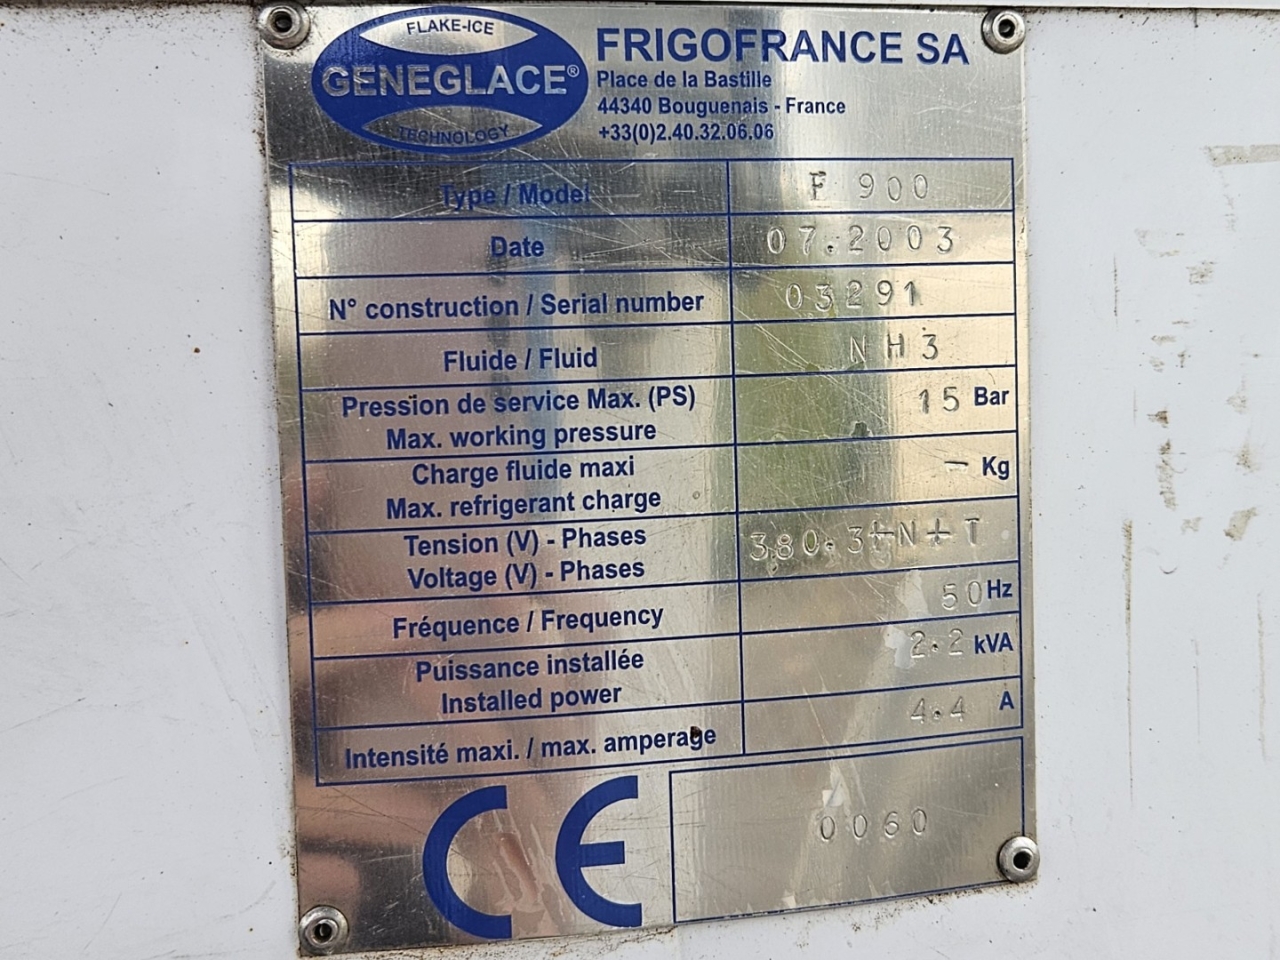 FLAKE-ICE
GENEGLACE®
TECHNOLOGY
FRIGOFRANCE SA
Place de la Bastille
44340 Bouguenais - France
+33(0)2.40.32.06.06
Type / Model F 900
Date 07.2003
N° construction / Serial number 03291
Fluide / Fluid NH3
Pression de service Max. (PS)
Max. working pressure
15 Bar
Charge fluide maxi
Max. refrigerant charge
- Kg
Tension (V) - Phases
Voltage (V) - Phases
380.3+N+T
Fréquence / Frequency 50 Hz
Puissance installée
Installed power
2.2 kVA
Intensité maxi. / max. amperage 4.4 A
CE
0060